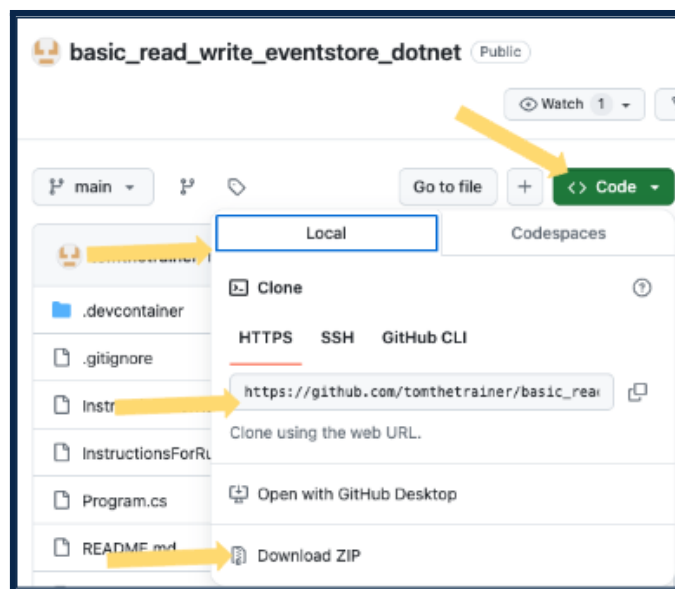 basic_read_write_eventstore_dotnet Public
Watch 1
main
Go to file
+
<> Code
Local
Codespaces
.devcontainer
Clone
HTTPS SSH GitHub CLI
.gitignore
https://github.com/tomthetrainer/basic_rea
Instr
Clone using the web URL.
InstructionsForRu
Open with GitHub Desktop
Program.cs
README.md
Download ZIP